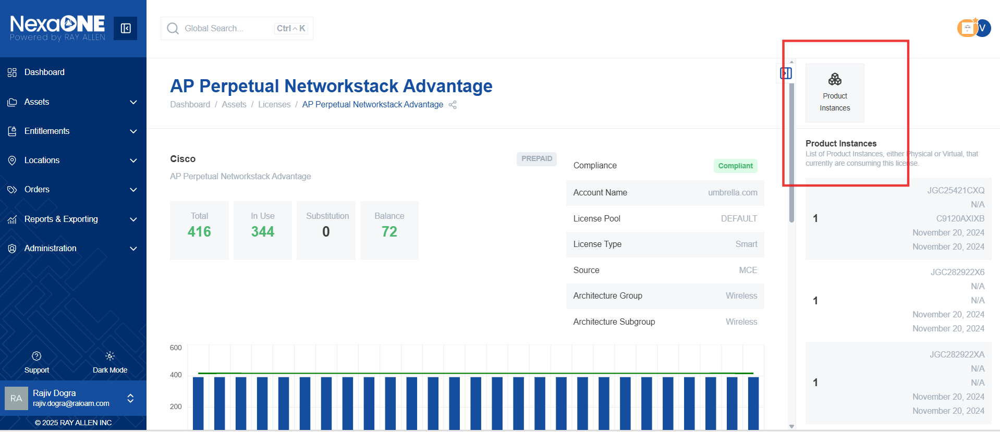 NexaONE
Powered by RAY ALLEN
Global Search...
Ctrl ^ K
V
Dashboard
Assets
Entitlements
Locations
Orders
Reports & Exporting
Administration
Support
Dark Mode
RA
Rajiv Dogra
rajiv.dogra@raioam.com
© 2025 RAY ALLEN INC
AP Perpetual Networkstack Advantage
Dashboard / Assets / Licenses / AP Perpetual Networkstack Advantage
Cisco
PREPAID
AP Perpetual Networkstack Advantage
Total
416
In Use
344
Substitution
0
Balance
72
Compliance
Compliant
Account Name
umbrella.com
License Pool
DEFAULT
License Type
Smart
Source
MCE
Architecture Group
Wireless
Architecture Subgroup
Wireless
600
400
200
Product
Instances
Product Instances
List of Product Instances, either Physical or Virtual, that
currently are consuming this license.
1
JGC25421CXQ
N/A
C9120AXIXB
November 20, 2024
November 20, 2024
1
JGC282922X6
N/A
N/A
November 20, 2024
November 20, 2024
1
JGC282922XA
N/A
N/A
November 20, 2024
November 20, 2024